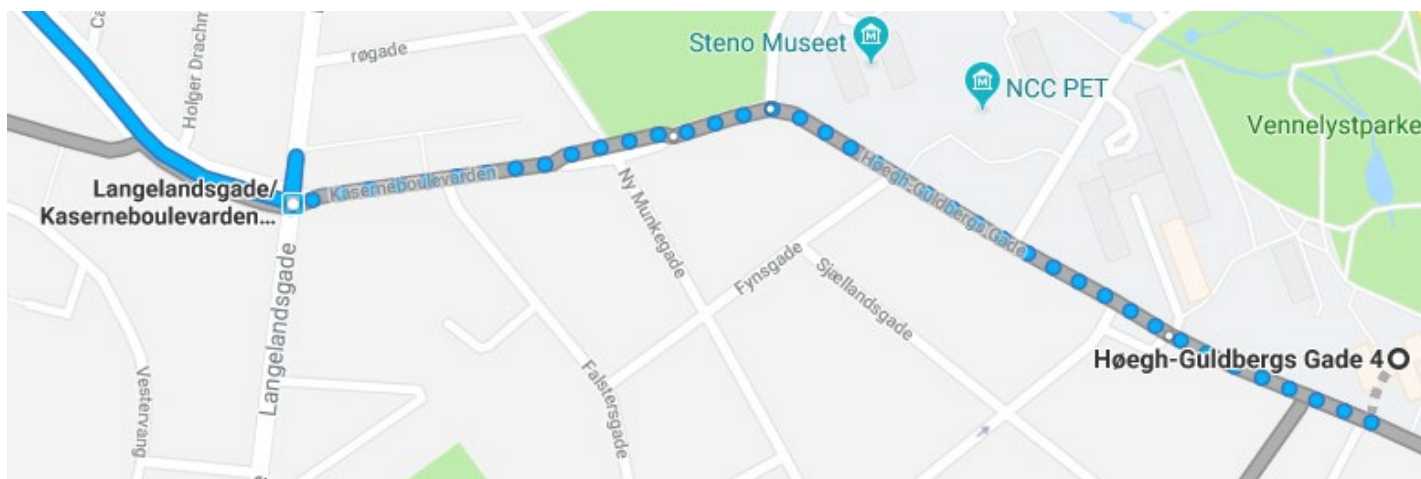 Ca
Holger Drachm
røgade
Steno Museet
NCC PET
Vennelystparke
Langelandsgade/
Kaserneboulevarden...
Kaserneboulevarden
Høegh-Guldbergs Gade
Ny Munkegade
Fynsgade
Sjællandsgade
Langelandsgade
Høegh-Guldbergs Gade 4
Vestervang
Falstersgade